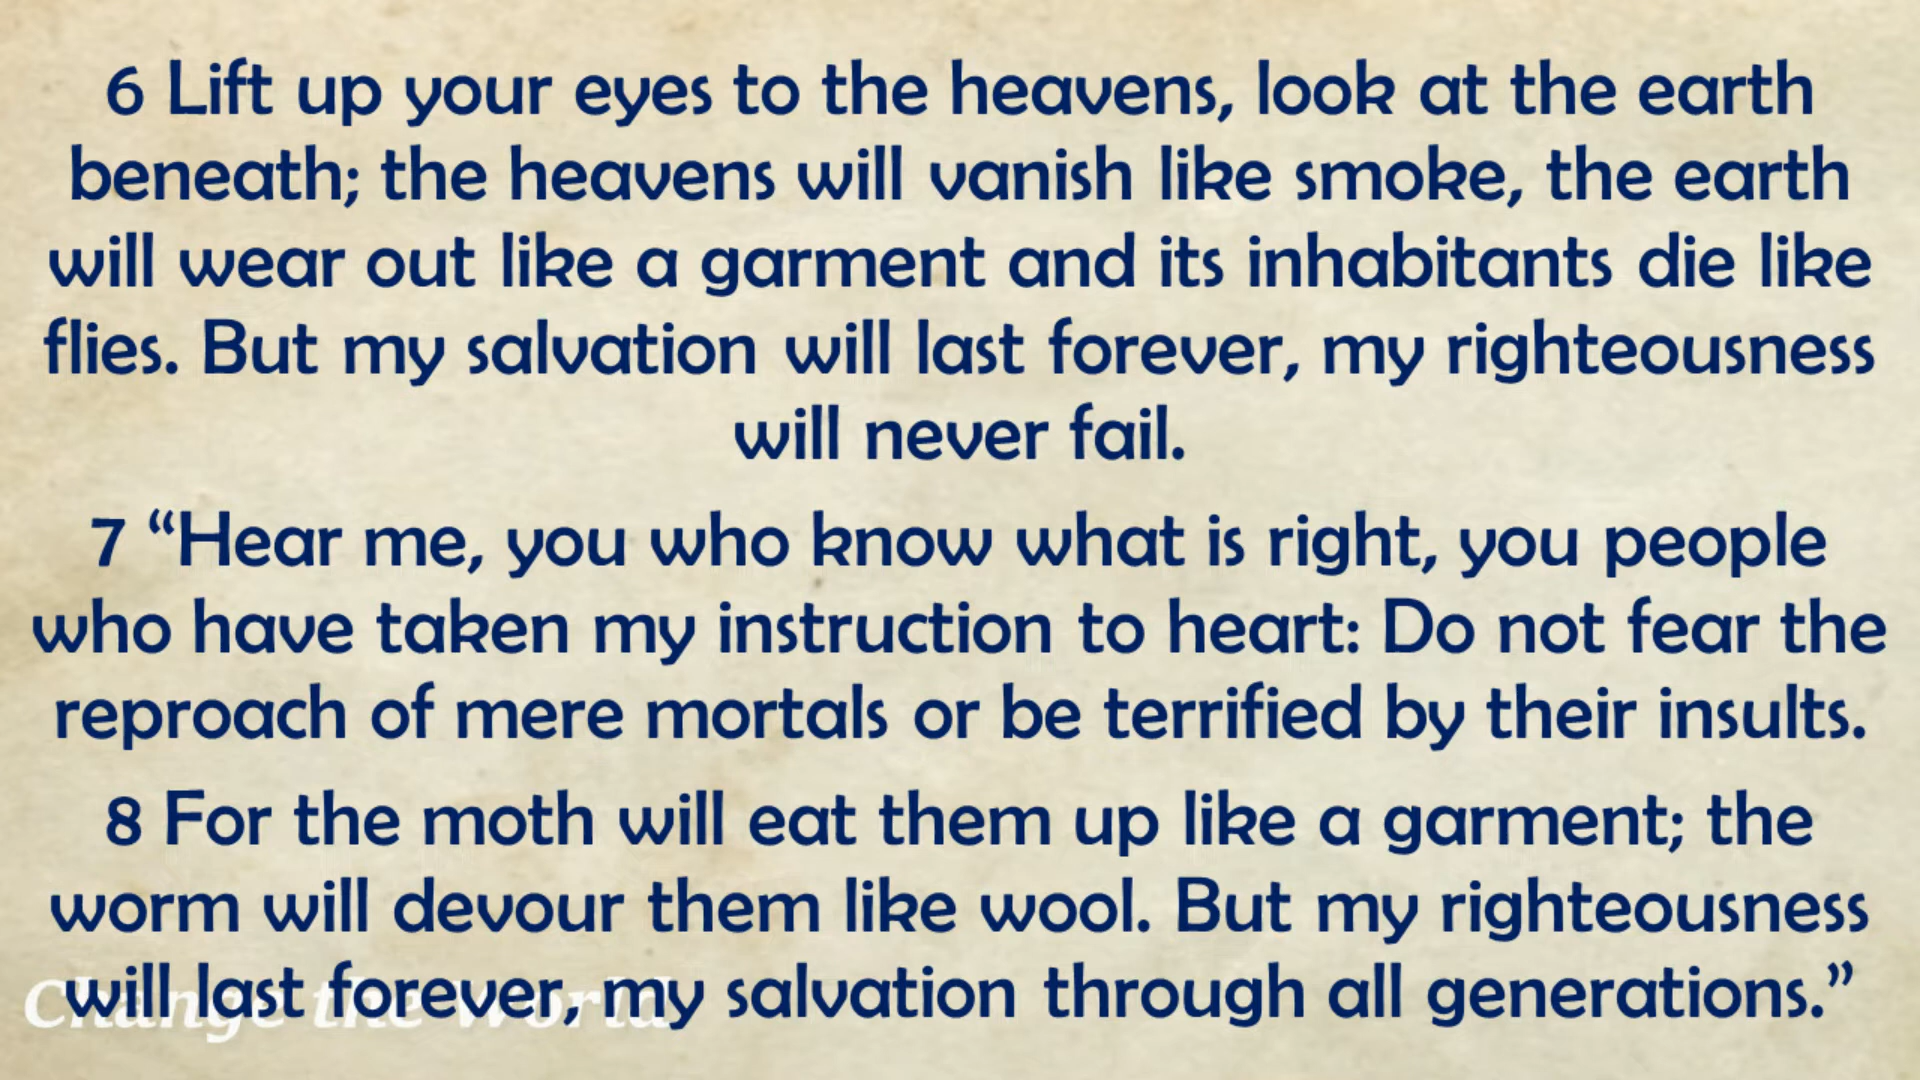 6 Lift up your eyes to the heavens, look at the earth
beneath; the heavens will vanish like smoke, the earth
will wear out like a garment and its inhabitants die like
flies. But my salvation will last forever, my righteousness
will never fail.
7 “Hear me, you who know what is right, you people
who have taken my instruction to heart: Do not fear the
reproach of mere mortals or be terrified by their insults.
8 For the moth will eat them up like a garment; the
worm will devour them like wool. But my righteousness
will last forever, my salvation through all generations.”
Change the World